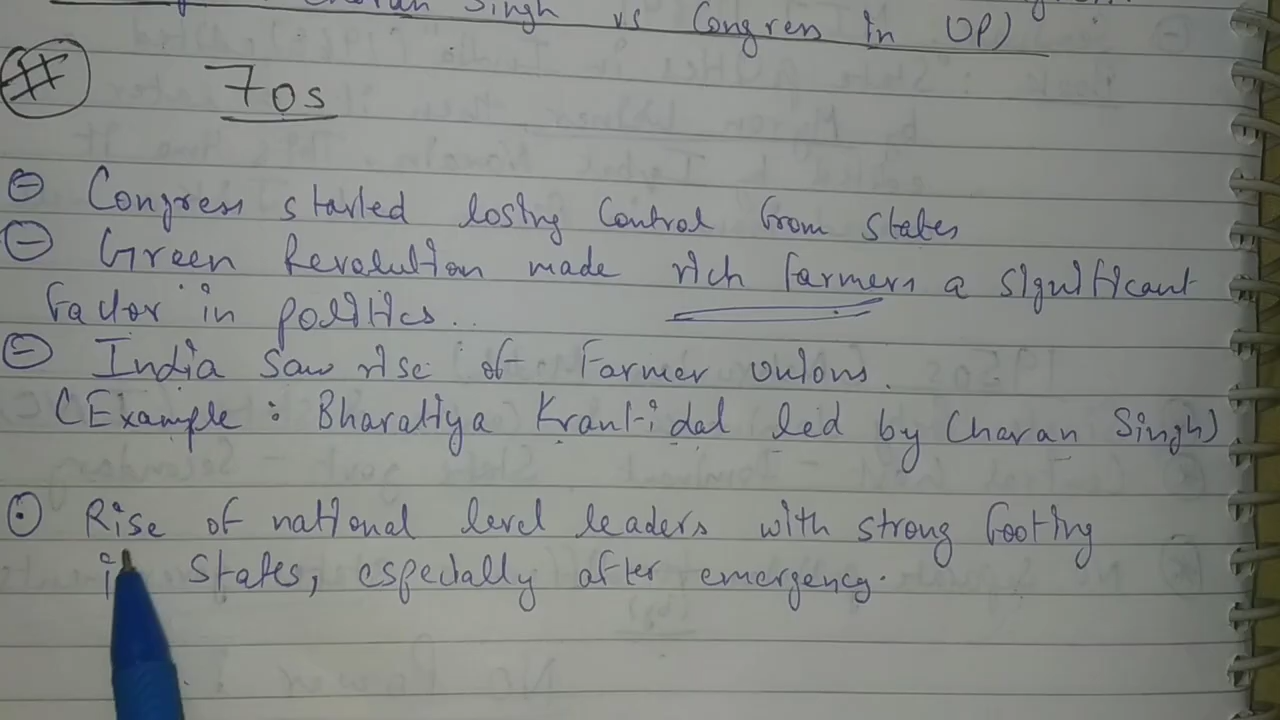 Charan Singh vs Congress in UP)
# 70s
Congress started losing Control from states
Green Revolution made rich farmers a significant
factor in politics..
India saw rise of Farmer unions.
(Example : Bharatiya Kranti dal led by Charan Singh)
Rise of national level leaders with strong footing
in States, especially after emergency.